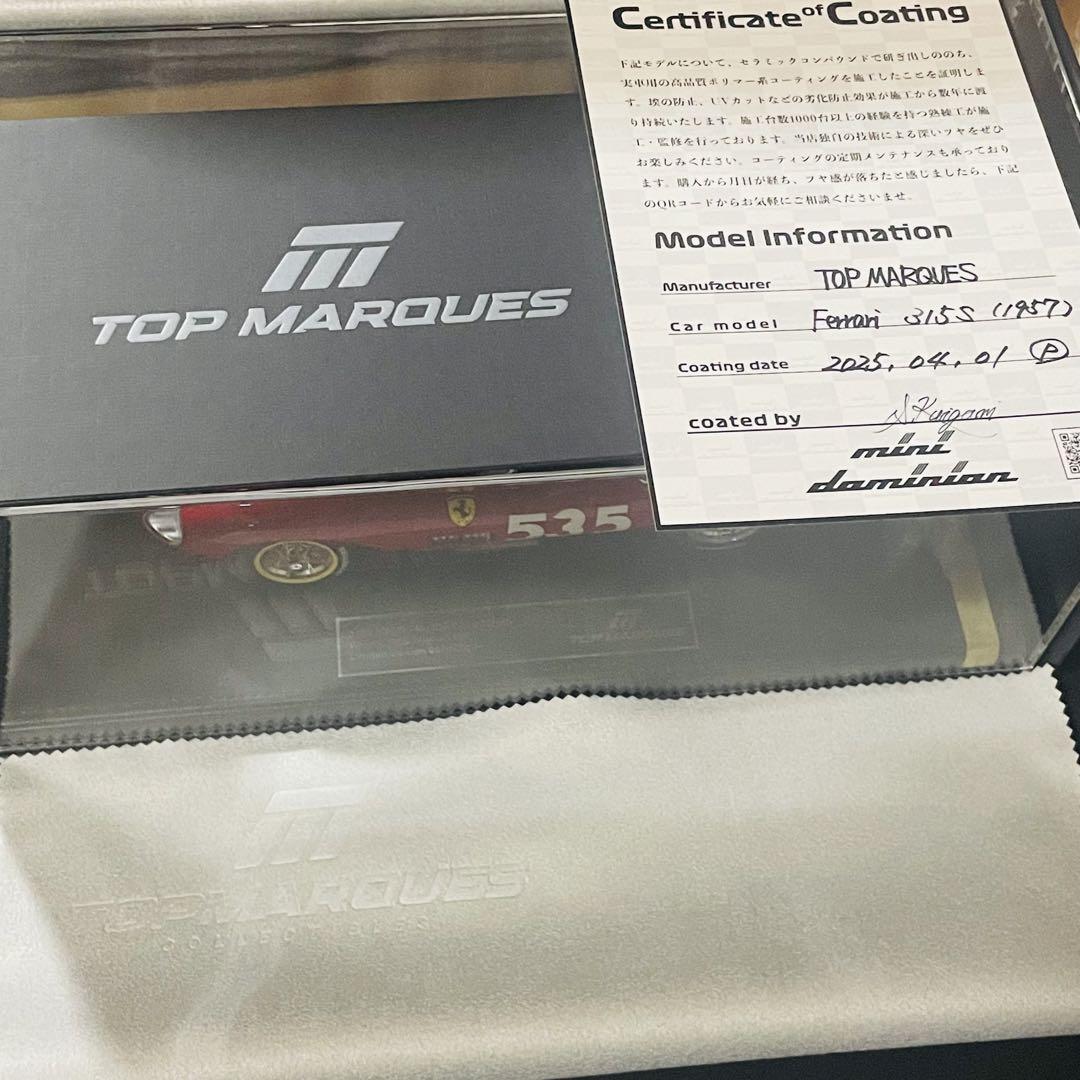 Certificate of Coating
下記モデルについて、セラミックコンパウンドで研ぎ出しののち、
実車用の高品質ポリマー系コーティングを施工したことを証明しま
す。埃の防止、UVカットなどの劣化防止効果が施工から数年に渡
り持続いたします。施工台数1000台以上の経験を持つ熟練工が施
工・監修を行っております。当店独自の技術による深いツヤをぜひ
お楽しみください。コーティングの定期メンテナンスも承っており
ます。購入から月日が経ち、ツヤ感が落ちたと感じましたら、下記
のQRコードからお気軽にご相談くださいませ。
Model Information
Manufacturer TOP MARQUES
Car model Ferrari 315S (1957)
Coating date 2025.04.01 P
coated by
mini
dominian
TOP MARQUES
535
TOP MARQUES
TOPMARQUES
COLLECTIBLES